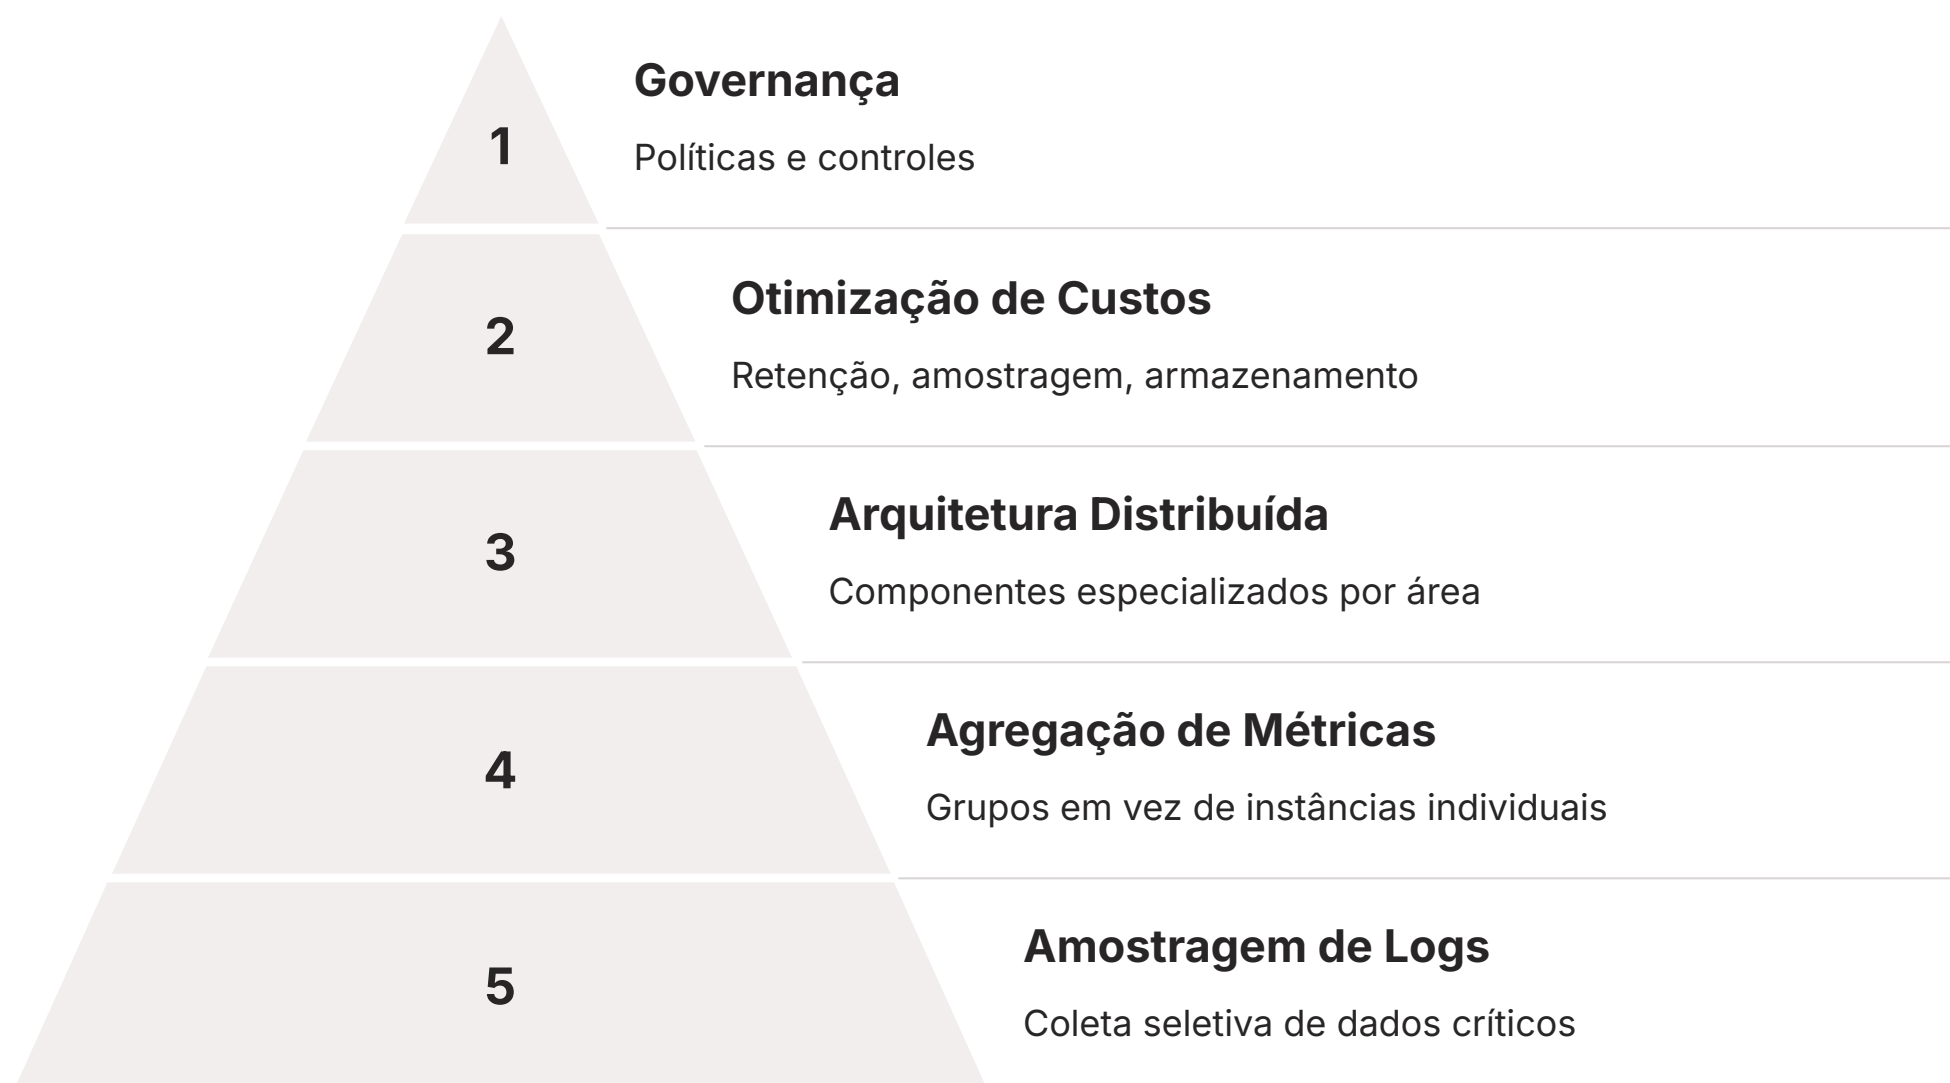 1
Governança
Políticas e controles
2
Otimização de Custos
Retenção, amostragem, armazenamento
3
Arquitetura Distribuída
Componentes especializados por área
4
Agregação de Métricas
Grupos em vez de instâncias individuais
5
Amostragem de Logs
Coleta seletiva de dados críticos